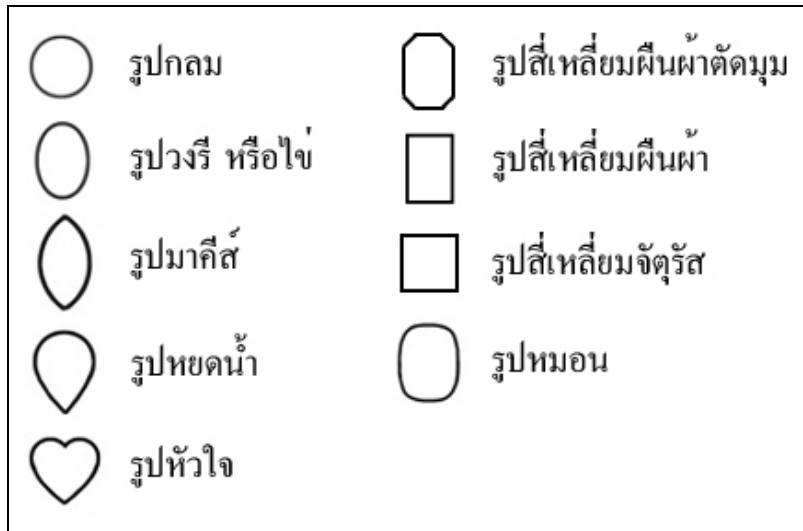 รูปกลม
รูปวงรี หรือไข่
รูปมาคีส์
รูปหยดน้ำ
รูปหัวใจ
รูปสี่เหลี่ยมผืนผ้าตัดมุม
รูปสี่เหลี่ยมผืนผ้า
รูปสี่เหลี่ยมจัตุรัส
รูปหมอน